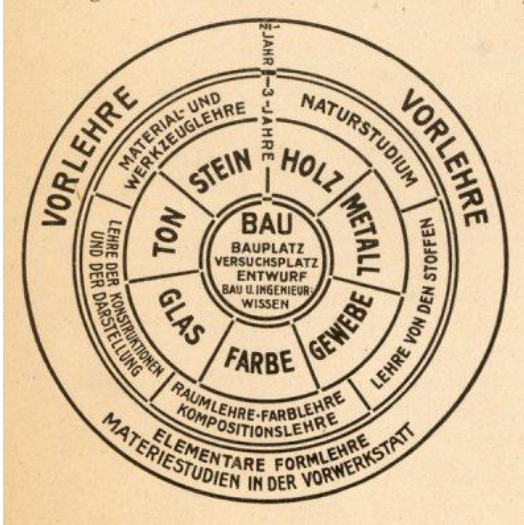 VORLEHRE
VORLEHRE
½ JAHR
3 JAHRE
MATERIAL- UND
WERKZEUGLEHRE
NATURSTUDIUM
LEHRE VON DEN STOFFEN
RAUMLEHRE·FARBLEHRE
KOMPOSITIONSLEHRE
LEHRE DER KONSTRUKTIONEN
UND DER DARSTELLUNG
STEIN
HOLZ
METALL
GEWEBE
FARBE
GLAS
TON
BAU
BAUPLATZ
VERSUCHSPLATZ
ENTWURF
BAU U. INGENIEUR-
WISSEN
ELEMENTARE FORMLEHRE
MATERIESTUDIEN IN DER VORWERKSTATT